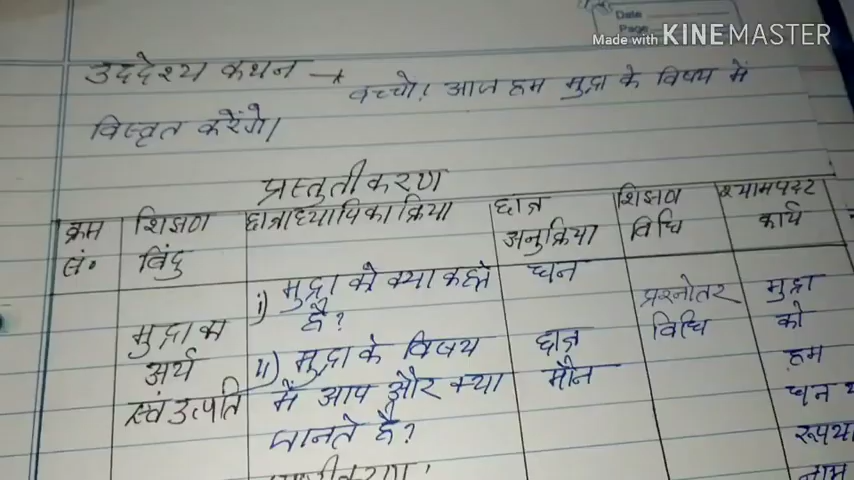 Date
Page
Made with KINEMASTER
उददेश्य कथन → बच्चो! आज हम मुद्रा के विषय में
विस्तृत करेंगे।
प्रस्तुतीकरण
क्रम सं. शिक्षण बिंदु छात्राध्यापिका क्रिया छात्र अनुक्रिया शिक्षण विधि श्यामपट्ट कार्य
i) मुद्रा को क्या कहते धन
है? प्रश्नोतर मुद्रा
मुद्रा का विधि को
अर्थ ii) मुद्रा के विषय छात्र हम
एवं उत्पति में आप और क्या मौन धन
जानते है? रूपया
नाम